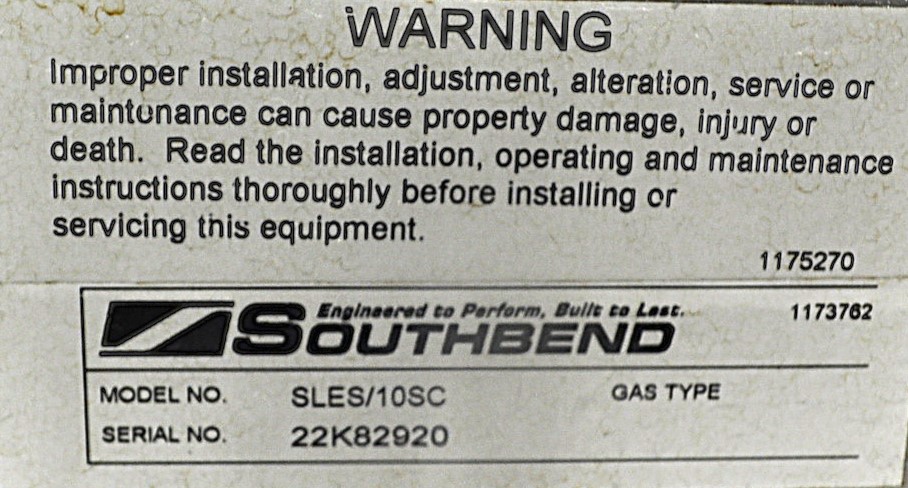 WARNING
Improper installation, adjustment, alteration, service or
maintenance can cause property damage, injury or
death. Read the installation, operating and maintenance
instructions thoroughly before installing or
servicing this equipment.
1175270
Engineered to Perform, Built to Last.
1173762
SOUTHBEND
MODEL NO. SLES/10SC GAS TYPE
SERIAL NO. 22K82920